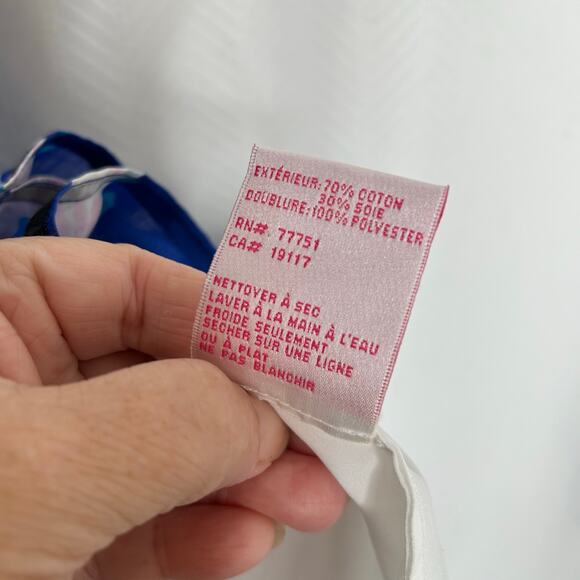 EXTÉRIEUR: 70% COTON
30% SOIE
DOUBLURE: 100% POLYESTER
RN# 77751
CA# 19117
NETTOYER À SEC
LAVER À LA MAIN À L'EAU
FROIDE SEULEMENT
SECHER SUR UNE LIGNE
OU À PLAT
NE PAS BLANCHIR